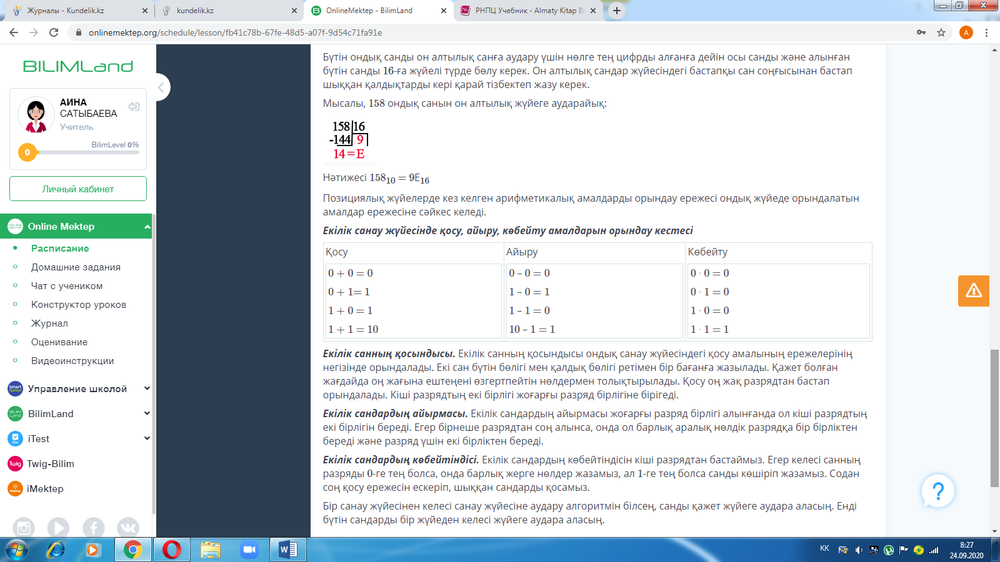 Журналы - Kundelik.kz
kundelik.kz
OnlineMektep - BilimLand
РНПЦ Учебник - Almaty Kitap Ba
onlinemektep.org/schedule/lesson/fb41c78b-67fe-48d5-a07f-9d54c71fa91e
A
BILIMLand
АИНА
САТЫБАЕВА
Учитель
BilimLevel 0%
0
Личный кабинет
Online Mektep
Расписание
Домашние задания
Чат с учеником
Конструктор уроков
Журнал
Оценивание
Видеоинструкции
Управление школой
BilimLand
iTest
Twig-Bilim
iMektep
Бүтін ондық санды он алтылық санға аудару үшін нөлге тең цифрды алғанға дейін осы санды және алынған
бүтін санды 16-ға жүйелі түрде бөлу керек. Он алтылық сандар жүйесіндегі бастапқы сан соңғысынан бастап
шыққан қалдықтарды кері қарай тізбектеп жазу керек.
Мысалы, 158 ондық санын он алтылық жүйеге аударайық:
158 16
-144 9
14 = E
Нәтижесі 158₁₀ = 9E₁₆
Позициялық жүйелерде кез келген арифметикалық амалдарды орындау ережесі ондық жүйеде орындалатын
амалдар ережесіне сәйкес келеді.
Екілік санау жүйесінде қосу, айыру, көбейту амалдарын орындау кестесі
Қосу Айыру Көбейту
0 + 0 = 0 0 – 0 = 0 0 · 0 = 0
0 + 1= 1 1 – 0 = 1 0 · 1 = 0
1 + 0 = 1 1 – 1 = 0 1 · 0 = 0
1 + 1 = 10 10 – 1 = 1 1 · 1 = 1
Екілік санның қосындысы. Екілік санның қосындысы ондық санау жүйесіндегі қосу амалының ережелерінің
негізінде орындалады. Екі сан бүтін бөлігі мен қалдық бөлігі ретімен бір бағанға жазылады. Қажет болған
жағдайда оң жағына ештеңені өзгертпейтін нөлдермен толықтырылады. Қосу оң жақ разрядтан бастап
орындалады. Кіші разрядтың екі бірлігі жоғарғы разряд бірлігіне бірігеді.
Екілік сандардың айырмасы. Екілік сандардың айырмасы жоғарғы разряд бірлігі алынғанда ол кіші разрядтың
екі бірлігін береді. Егер бірнеше разрядтан соң алынса, онда ол барлық аралық нөлдік разрядқа бір бірліктен
береді және разряд үшін екі бірліктен береді.
Екілік сандардың көбейтіндісі. Екілік сандардың көбейтіндісін кіші разрядтан бастаймыз. Егер келесі санның
разряды 0-ге тең болса, онда барлық жерге нөлдер жазамыз, ал 1-ге тең болса санды көшіріп жазамыз. Содан
соң қосу ережесін ескеріп, шыққан сандарды қосамыз.
Бір санау жүйесінен келесі санау жүйесіне аудару алгоритмін білсең, санды қажет жүйеге аудара аласың. Енді
бүтін сандарды бір жүйеден келесі жүйеге аудара аласың.
?
KK
8:27
24.09.2020